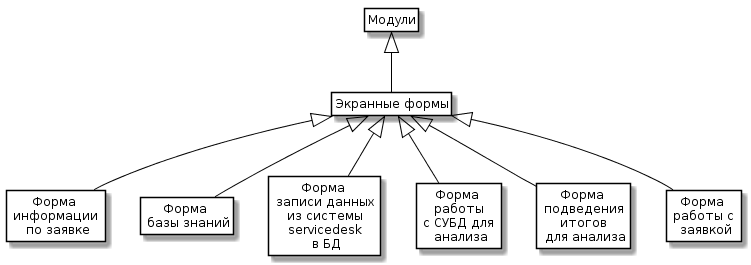 Модули
Экранные формы
Форма
информации
по заявке
Форма
базы знаний
Форма
записи данных
из системы
servicedesk
в БД
Форма
работы
с СУБД для
анализа
Форма
подведения
итогов
для анализа
Форма
работы с
заявкой